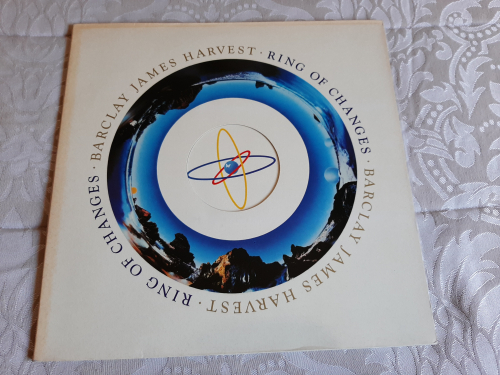 BARCLAY JAMES HARVEST · RING OF CHANGES · BARCLAY JAMES HARVEST · RING OF CHANGES ·